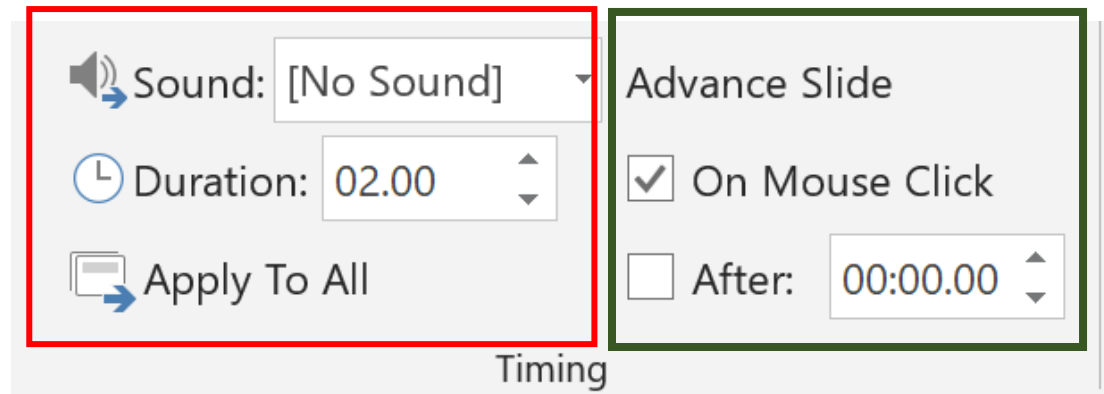 Sound: [No Sound]
Duration: 02.00
Apply To All
Advance Slide
On Mouse Click
After: 00:00.00
Timing